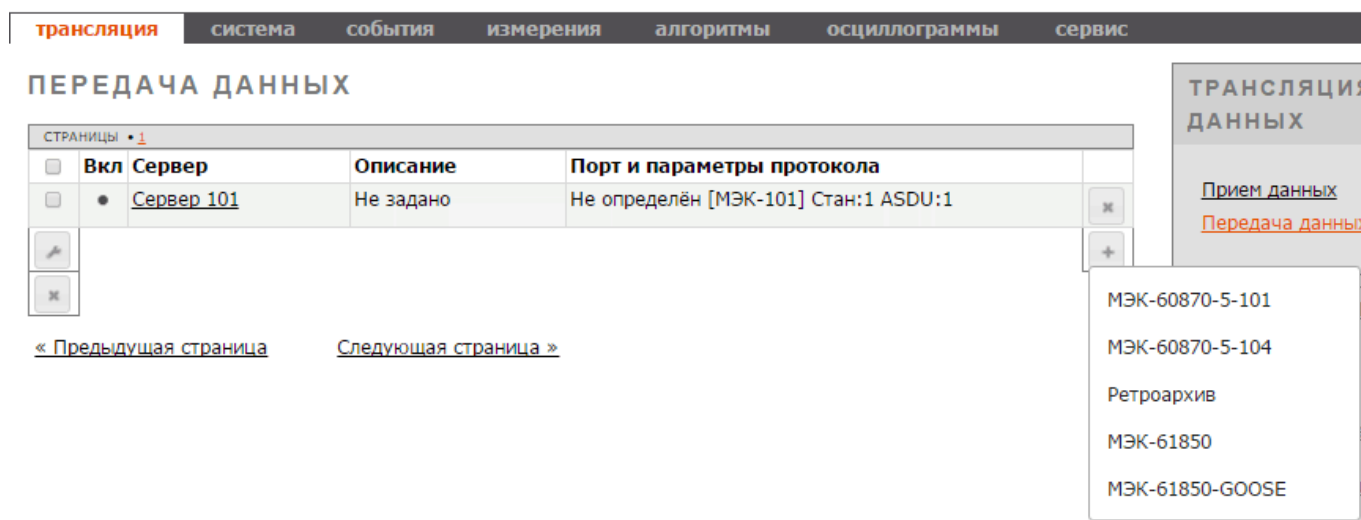 трансляция система события измерения алгоритмы осциллограммы сервис
ПЕРЕДАЧА ДАННЫХ
СТРАНИЦЫ • 1
Вкл Сервер Описание Порт и параметры протокола
Сервер 101 Не задано Не определён [МЭК-101] Стан:1 ASDU:1
« Предыдущая страница Следующая страница »
ТРАНСЛЯЦИЯ
ДАННЫХ
Прием данных
Передача данных
МЭК-60870-5-101
МЭК-60870-5-104
Ретроархив
МЭК-61850
МЭК-61850-GOOSE